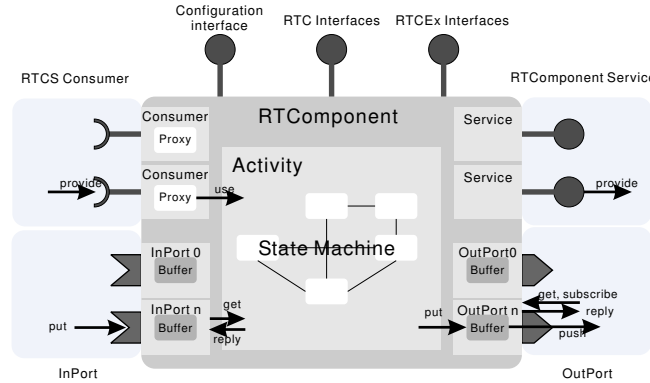 Configuration
interface
RTC Interfaces
RTCEx Interfaces
RTCS Consumer
RTComponent Service
Consumer
Proxy
RTComponent
Service
Activity
Consumer
Proxy
provide
use
Service
provide
State Machine
InPort 0
Buffer
OutPort0
Buffer
InPort n
Buffer
put
get
reply
put
OutPort n
Buffer
get, subscribe
reply
push
InPort
OutPort